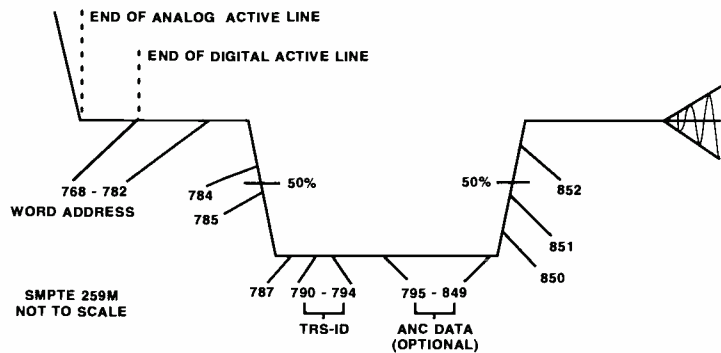 END OF ANALOG ACTIVE LINE
END OF DIGITAL ACTIVE LINE
768 - 782
WORD ADDRESS
784
785
50%
50%
852
851
850
787
790 - 794
795 - 849
TRS-ID
ANC DATA
(OPTIONAL)
SMPTE 259M
NOT TO SCALE